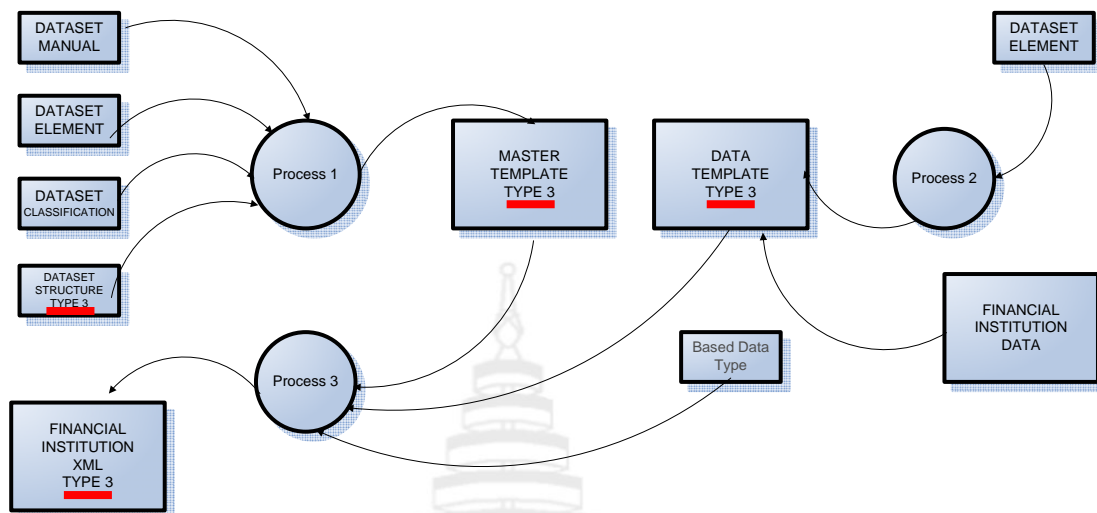 DATASET
MANUAL
DATASET
ELEMENT
DATASET
ELEMENT
DATASET
CLASSIFICATION
DATASET
STRUCTURE
TYPE 3
Process 1
MASTER
TEMPLATE
TYPE 3
DATA
TEMPLATE
TYPE 3
Process 2
FINANCIAL
INSTITUTION
DATA
Based Data
Type
Process 3
FINANCIAL
INSTITUTION
XML
TYPE 3